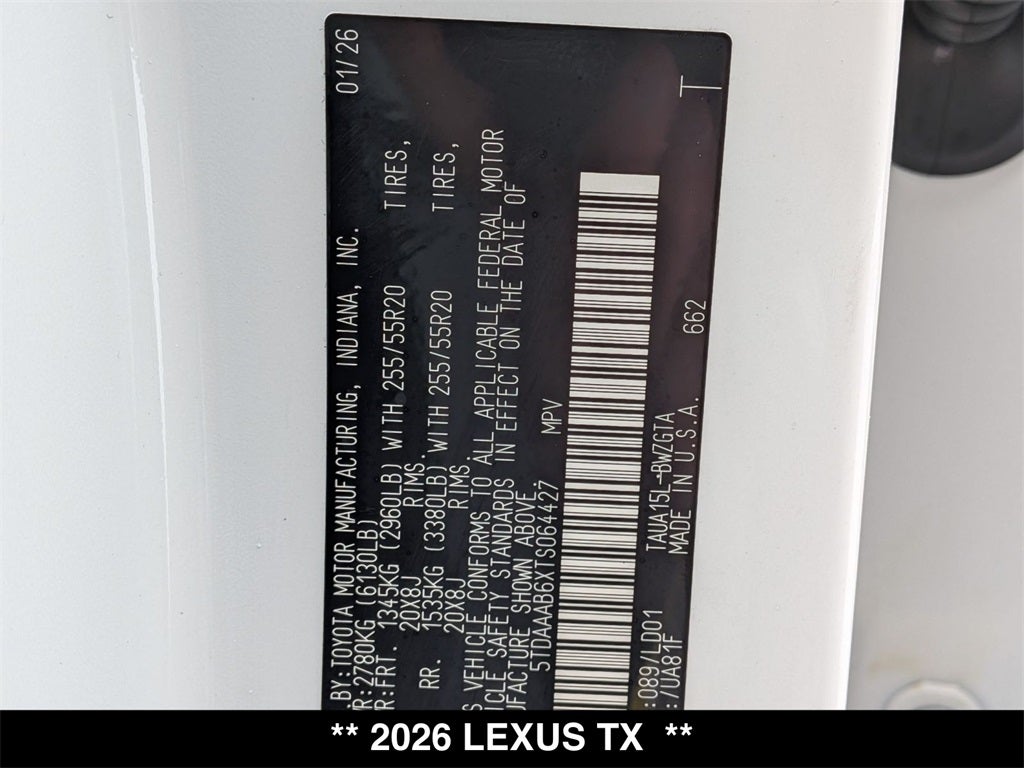 .BY:TOYOTA MOTOR MANUFACTURING, INDIANA, INC. 01/26
WR:2780KG (6130LB)
R:FRT. 1345KG (2960LB) WITH 255/55R20 TIRES,
20X8J RIMS
RR. 1535KG (3380LB) WITH 255/55R20 TIRES,
20X8J RIMS
S VEHICLE CONFORMS TO ALL APPLICABLE FEDERAL MOTOR
ICLE SAFETY STANDARDS IN EFFECT ON THE DATE OF
UFACTURE SHOWN ABOVE.
5TDAAAB6XTS064427 MPV
:089/LD01 TAUA15L-BWZGTA 662
:/UA81F MADE IN U.S.A. T
** 2026 LEXUS TX **